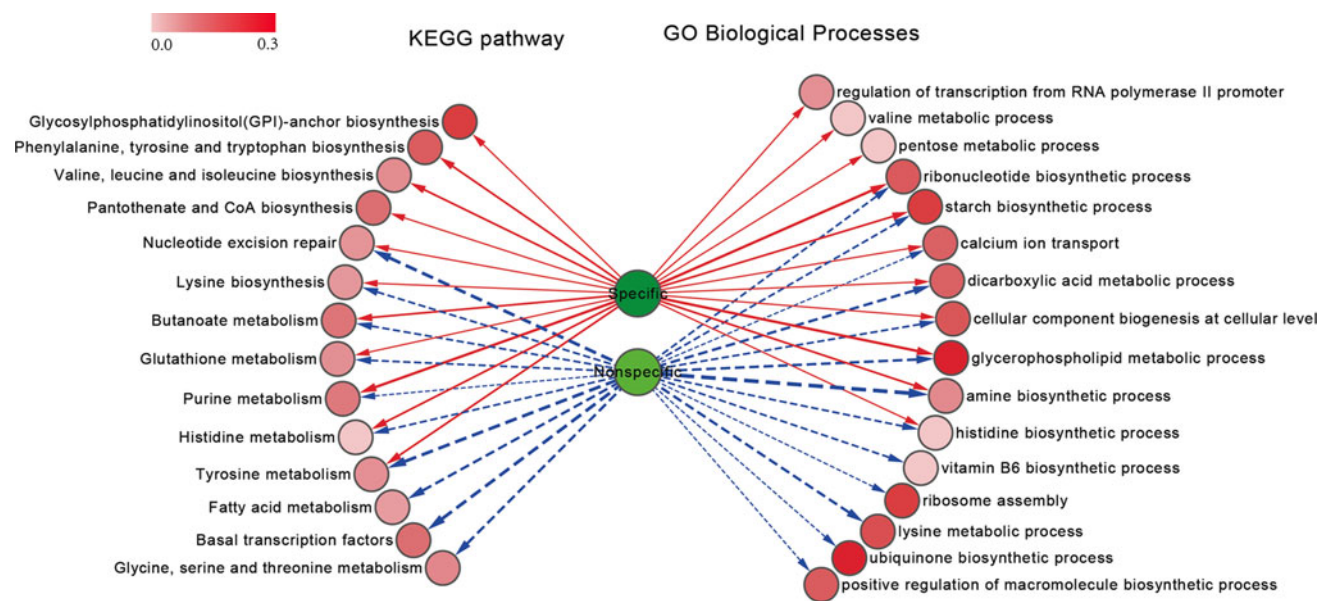 0.0
0.3
KEGG pathway
GO Biological Processes
Glycosylphosphatidylinositol(GPI)-anchor biosynthesis
Phenylalanine, tyrosine and tryptophan biosynthesis
Valine, leucine and isoleucine biosynthesis
Pantothenate and CoA biosynthesis
Nucleotide excision repair
Lysine biosynthesis
Butanoate metabolism
Glutathione metabolism
Purine metabolism
Histidine metabolism
Tyrosine metabolism
Fatty acid metabolism
Basal transcription factors
Glycine, serine and threonine metabolism
Specific
Nonspecific
regulation of transcription from RNA polymerase II promoter
valine metabolic process
pentose metabolic process
ribonucleotide biosynthetic process
starch biosynthetic process
calcium ion transport
dicarboxylic acid metabolic process
cellular component biogenesis at cellular level
glycerophospholipid metabolic process
amine biosynthetic process
histidine biosynthetic process
vitamin B6 biosynthetic process
ribosome assembly
lysine metabolic process
ubiquinone biosynthetic process
positive regulation of macromolecule biosynthetic process